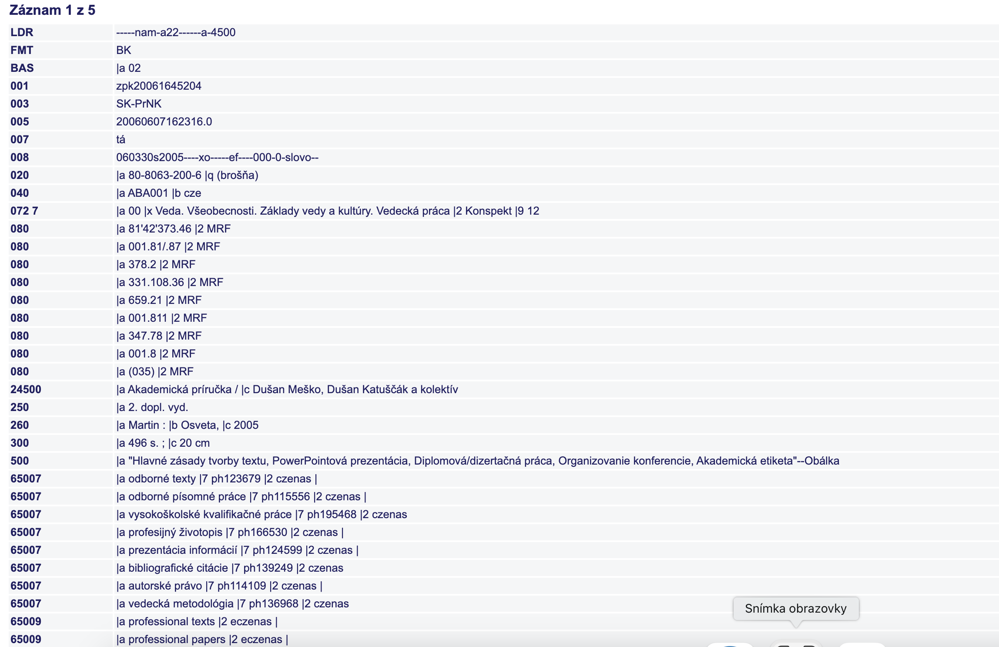 Záznam 1 z 5
LDR -----nam-a22------a-4500
FMT BK
BAS |a 02
001 zpk20061645204
003 SK-PrNK
005 20060607162316.0
007 tá
008 060330s2005----xo-----ef----000-0-slovo--
020 |a 80-8063-200-6 |q (brošňa)
040 |a ABA001 |b cze
072 7 |a 00 |x Veda. Všeobecnosti. Základy vedy a kultúry. Vedecká práca |2 Konspekt |9 12
080 |a 81'42'373.46 |2 MRF
080 |a 001.81/.87 |2 MRF
080 |a 378.2 |2 MRF
080 |a 331.108.36 |2 MRF
080 |a 659.21 |2 MRF
080 |a 001.811 |2 MRF
080 |a 347.78 |2 MRF
080 |a 001.8 |2 MRF
080 |a (035) |2 MRF
24500 |a Akademická príručka / |c Dušan Meško, Dušan Katuščák a kolektív
250 |a 2. dopl. vyd.
260 |a Martin : |b Osveta, |c 2005
300 |a 496 s. ; |c 20 cm
500 |a "Hlavné zásady tvorby textu, PowerPointová prezentácia, Diplomová/dizertačná práca, Organizovanie konferencie, Akademická etiketa"--Obálka
65007 |a odborné texty |7 ph123679 |2 czenas |
65007 |a odborné písomné práce |7 ph115556 |2 czenas |
65007 |a vysokoškolské kvalifikačné práce |7 ph195468 |2 czenas
65007 |a profesijný životopis |7 ph166530 |2 czenas |
65007 |a prezentácia informácií |7 ph124599 |2 czenas |
65007 |a bibliografické citácie |7 ph139249 |2 czenas
65007 |a autorské právo |7 ph114109 |2 czenas |
65007 |a vedecká metodológia |7 ph136968 |2 czenas
Snímka obrazovky
65009 |a professional texts |2 eczenas |
65009 |a professional papers |2 eczenas |